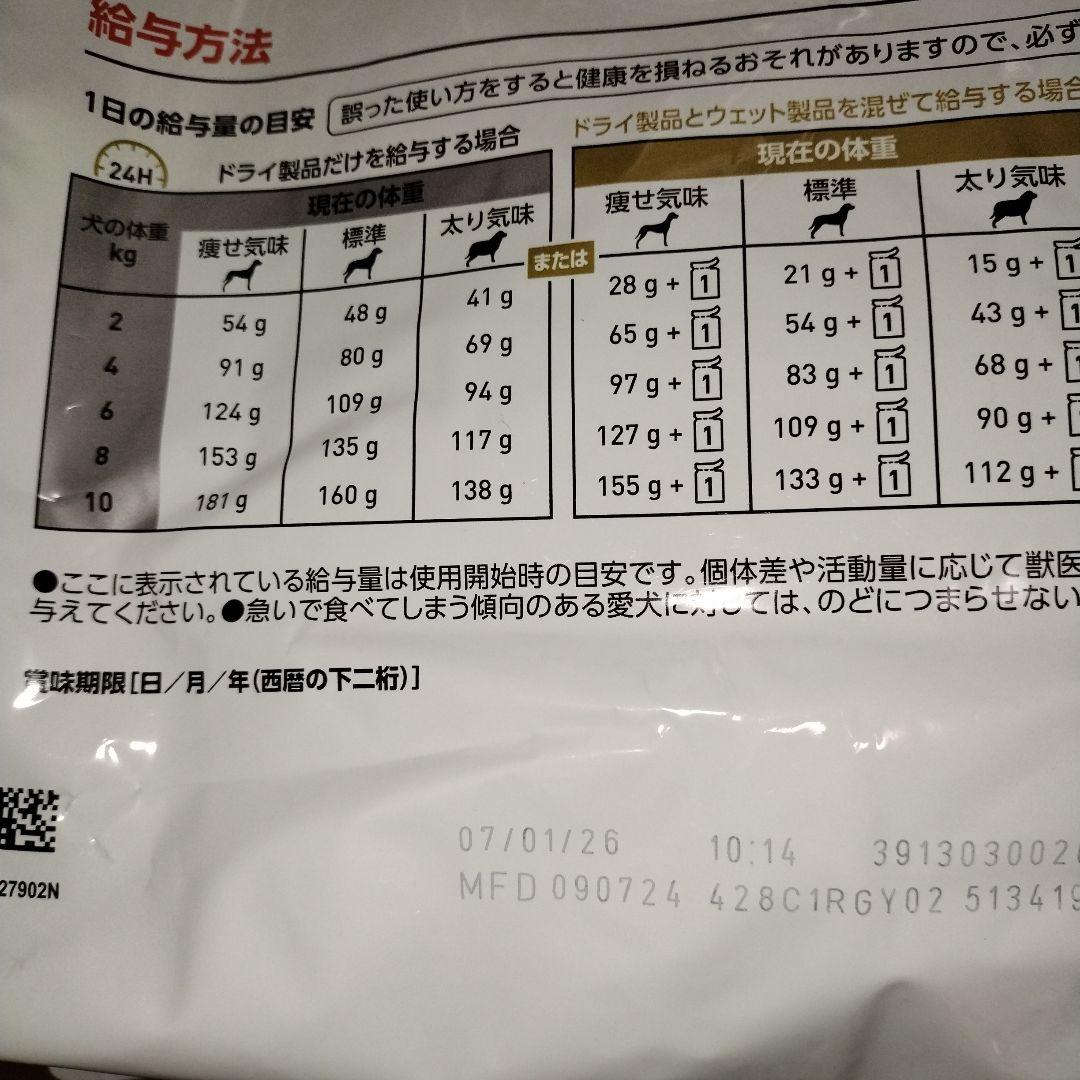 給与方法
1日の給与量の目安 誤った使い方をすると健康を損ねるおそれがありますので、必ず
24H ドライ製品だけを給与する場合 ドライ製品とウェット製品を混ぜて給与する場合
現在の体重 現在の体重
犬の体重 kg 痩せ気味 標準 太り気味 または 痩せ気味 標準 太り気味
2 54 g 48 g 41 g 28 g + 1 21 g + 1 15 g + 1
4 91 g 80 g 69 g 65 g + 1 54 g + 1 43 g + 1
6 124 g 109 g 94 g 97 g + 1 83 g + 1 68 g +
8 153 g 135 g 117 g 127 g + 1 109 g + 1 90 g +
10 181 g 160 g 138 g 155 g + 1 133 g + 1 112 g +
●ここに表示されている給与量は使用開始時の目安です。個体差や活動量に応じて獣医
与えてください。●急いで食べてしまう傾向のある愛犬に対しては、のどにつまらせない
賞味期限[日/月/年(西暦の下二桁)]
07/01/26 10:14 3913030026
MFD 090724 428C1RGY02 513419
27902N